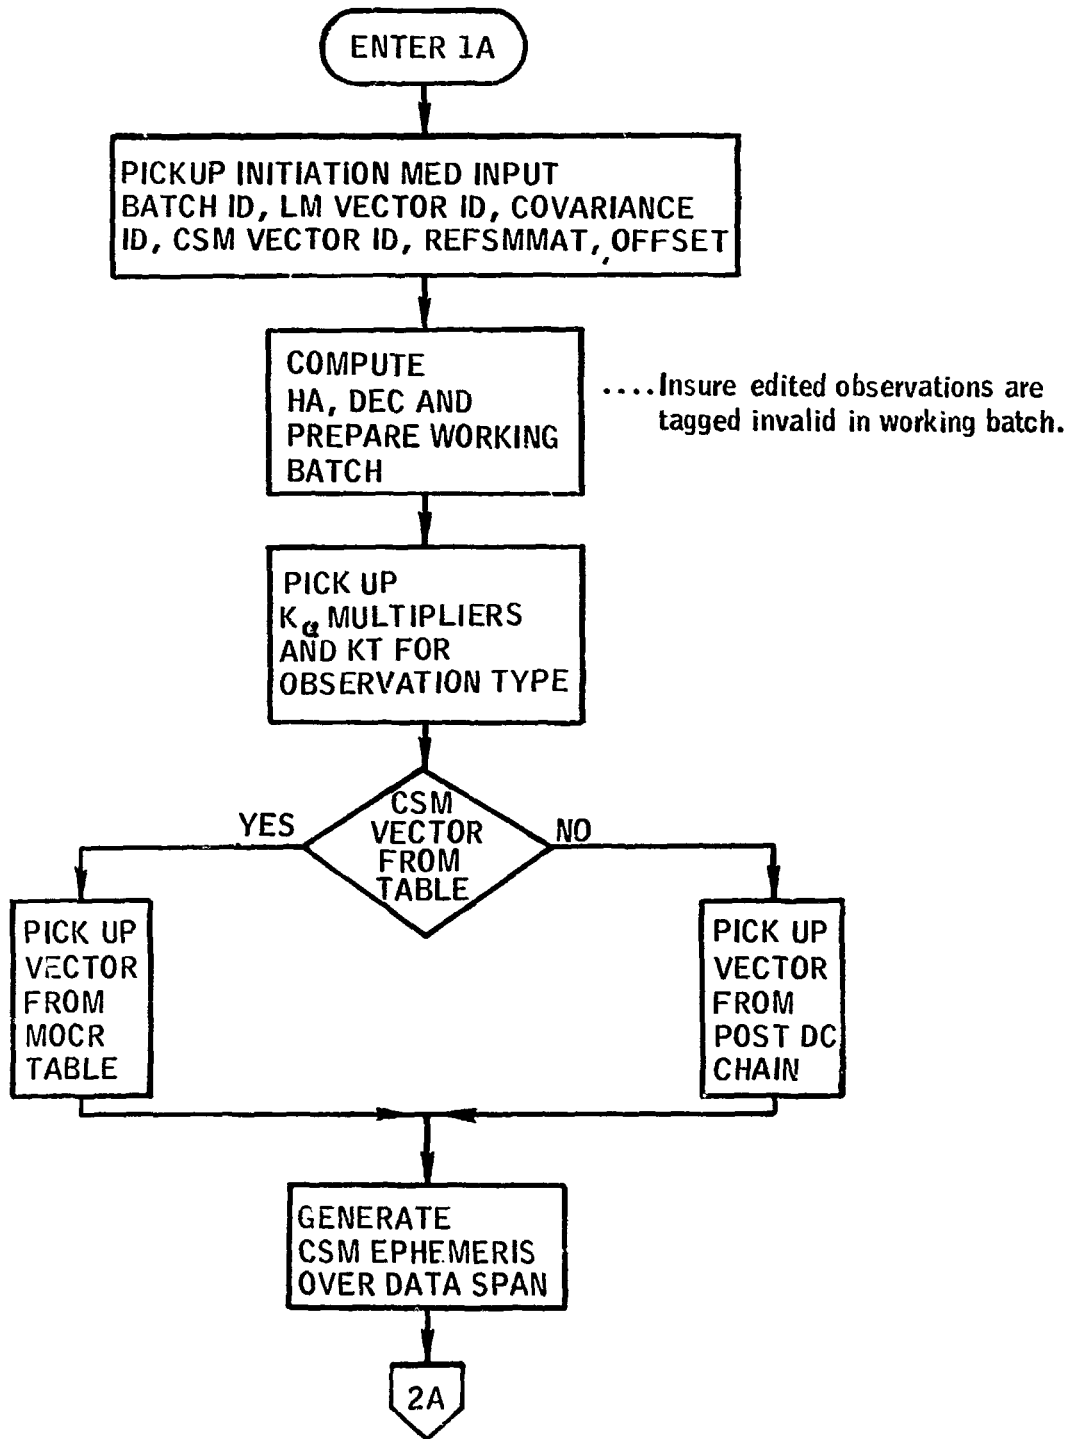 ENTER 1A
PICKUP INITIATION MED INPUT
BATCH ID, LM VECTOR ID, COVARIANCE
ID, CSM VECTOR ID, REFSMMAT, OFFSET
COMPUTE
HA, DEC AND
PREPARE WORKING
BATCH
....Insure edited observations are
tagged invalid in working batch.
PICK UP
Kα MULTIPLIERS
AND KT FOR
OBSERVATION TYPE
CSM
VECTOR
FROM
TABLE
YES
NO
PICK UP
VECTOR
FROM
MOCR
TABLE
PICK UP
VECTOR
FROM
POST DC
CHAIN
GENERATE
CSM EPHEMERIS
OVER DATA SPAN
2A